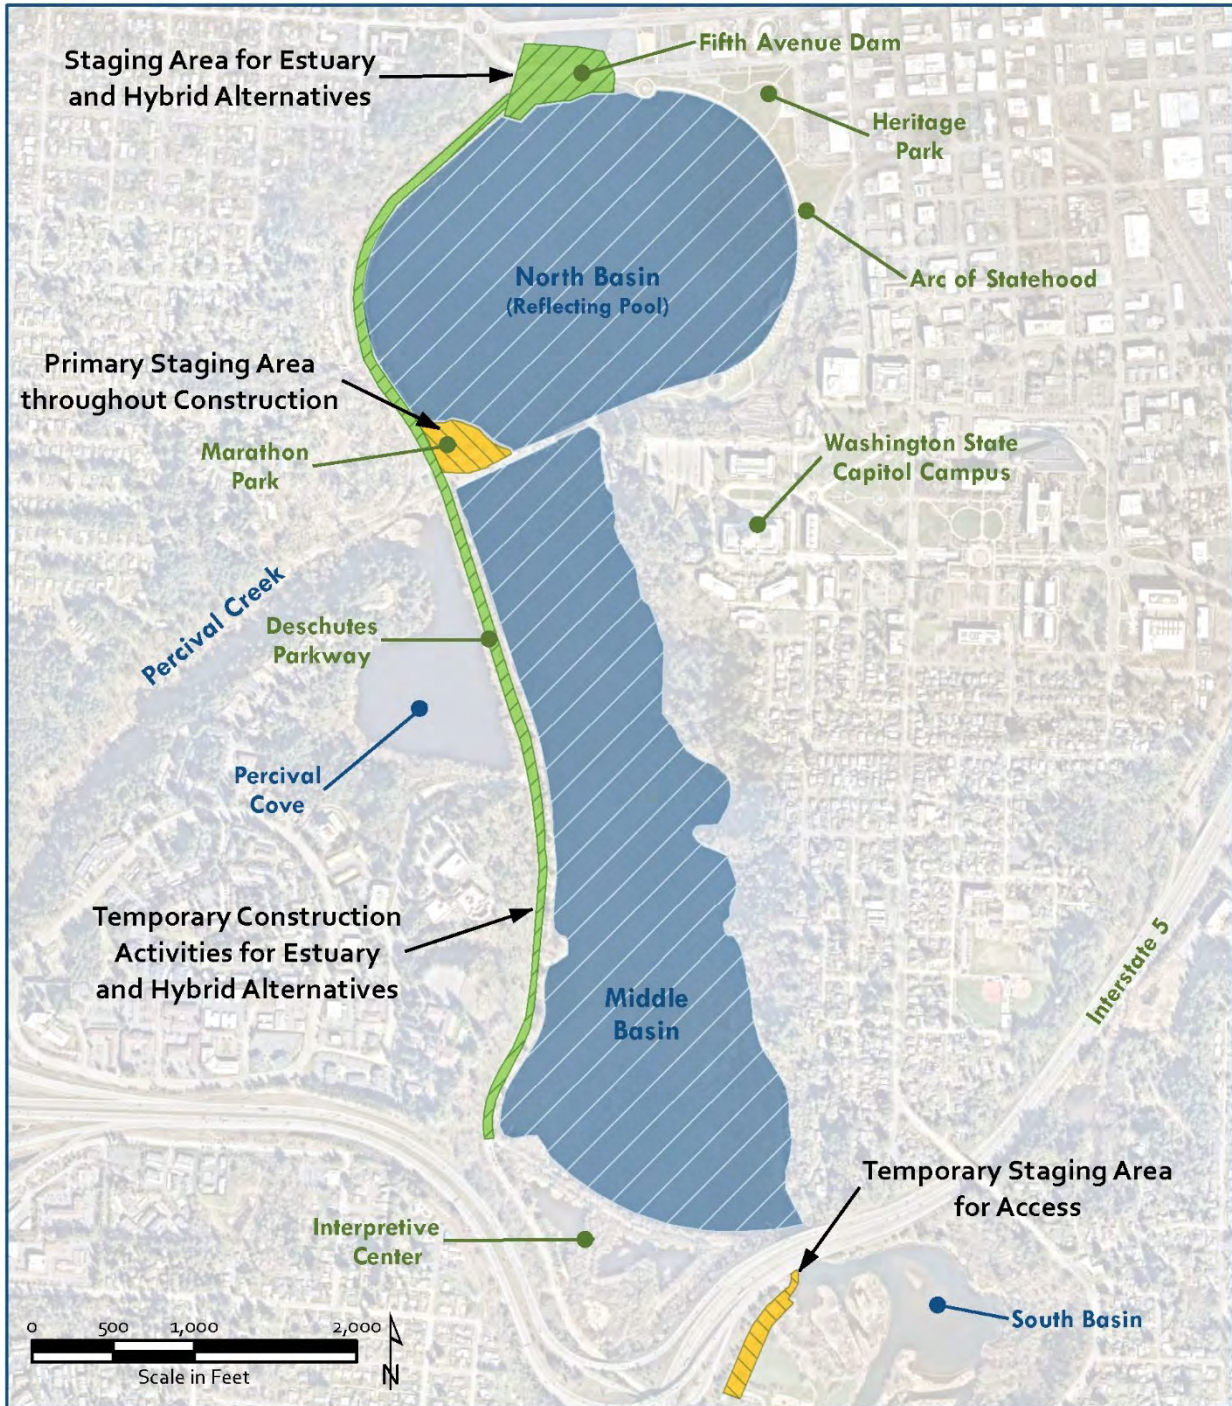 Staging Area for Estuary
and Hybrid Alternatives
Fifth Avenue Dam
Heritage
Park
Arc of Statehood
North Basin
(Reflecting Pool)
Primary Staging Area
throughout Construction
Marathon
Park
Washington State
Capitol Campus
Percival Creek
Deschutes
Parkway
Percival
Cove
Temporary Construction
Activities for Estuary
and Hybrid Alternatives
Middle
Basin
Interstate 5
Temporary Staging Area
for Access
Interpretive
Center
South Basin
0 500 1,000 2,000
Scale in Feet
N